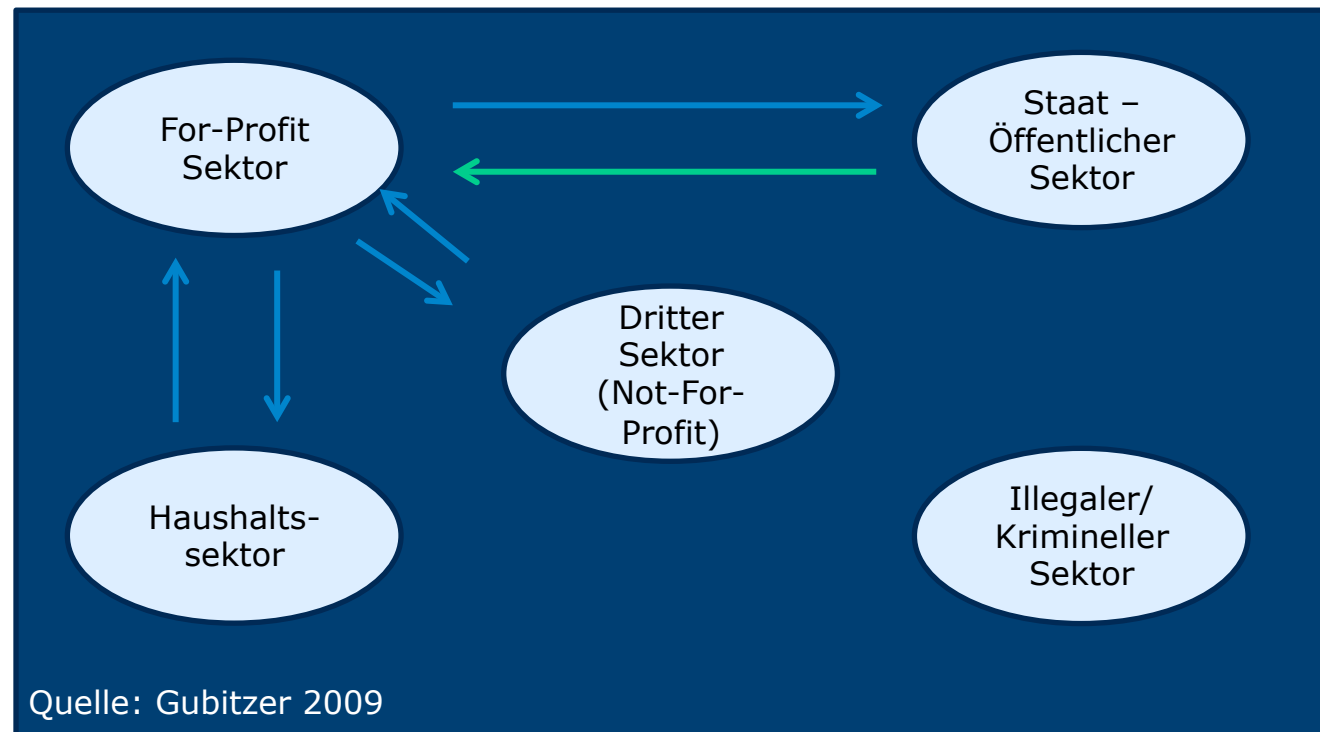 For-Profit
Sektor
Staat –
Öffentlicher
Sektor
Dritter
Sektor
(Not-For-
Profit)
Haushalts-
sektor
Illegaler/
Krimineller
Sektor
Quelle: Gubitzer 2009